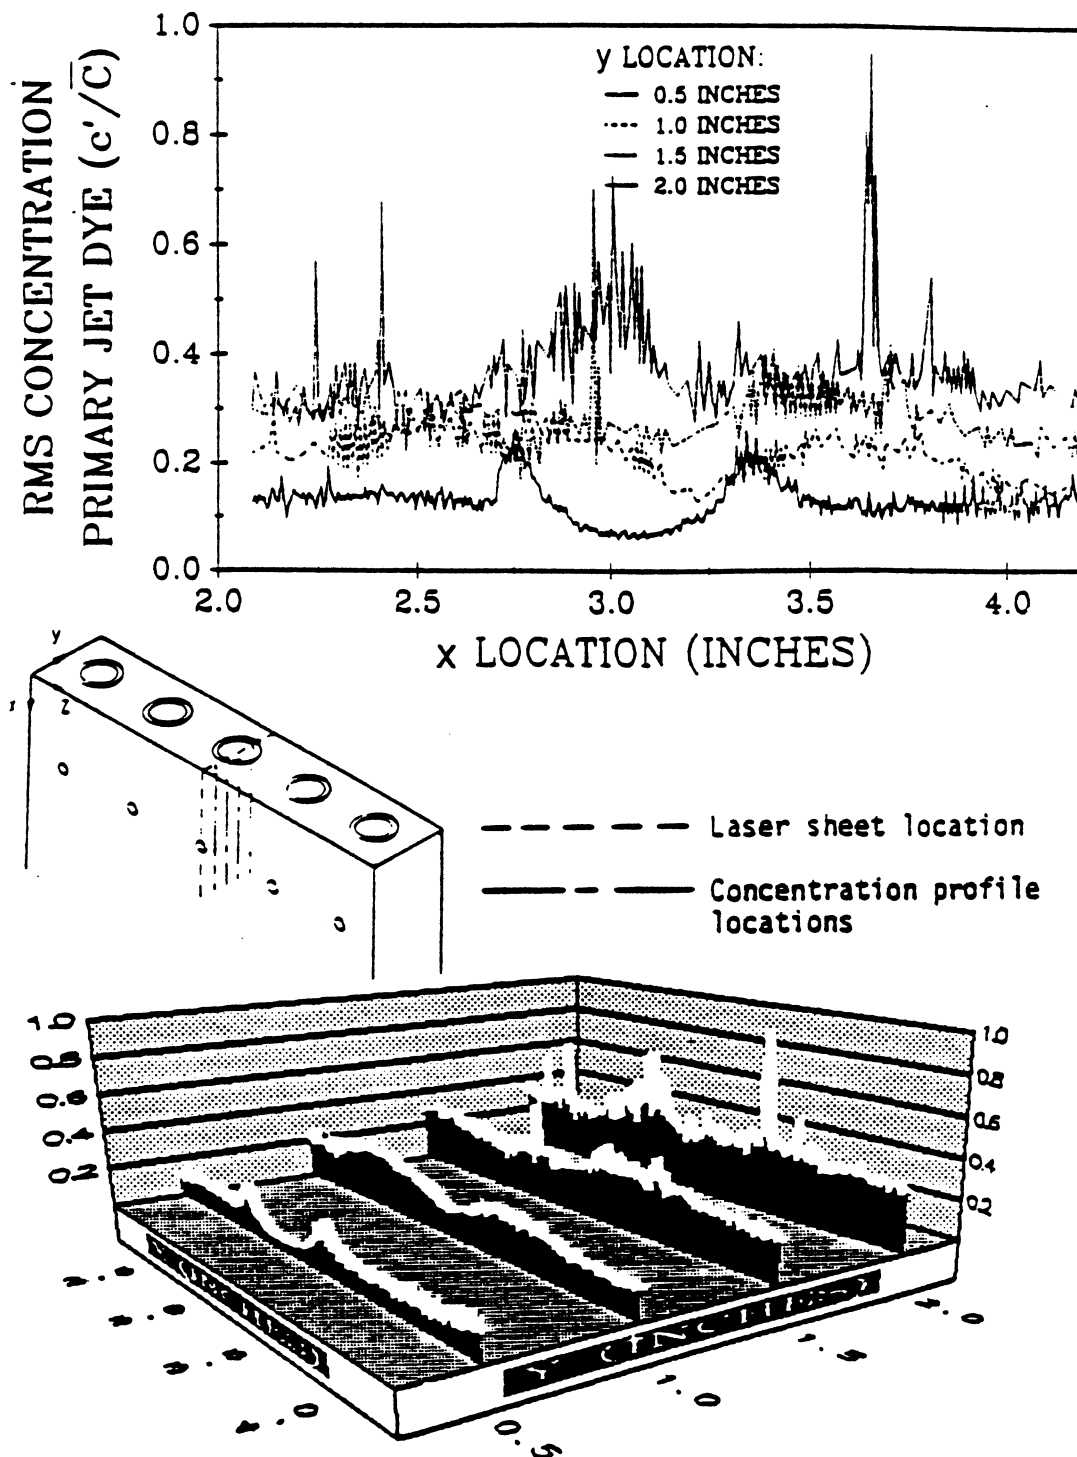 RMS CONCENTRATION
PRIMARY JET DYE (c'/C̅)
1.0
0.8
0.6
0.4
0.2
0.0
y LOCATION:
0.5 INCHES
1.0 INCHES
1.5 INCHES
2.0 INCHES
2.0
2.5
3.0
3.5
4.0
x LOCATION (INCHES)
y
x
z
Laser sheet location
Concentration profile
locations
1.0
0.8
0.6
0.4
0.2
1.0
0.8
0.6
0.4
0.2
4.0
Y (INCHES)
0.5
1.0
1.5
2.0